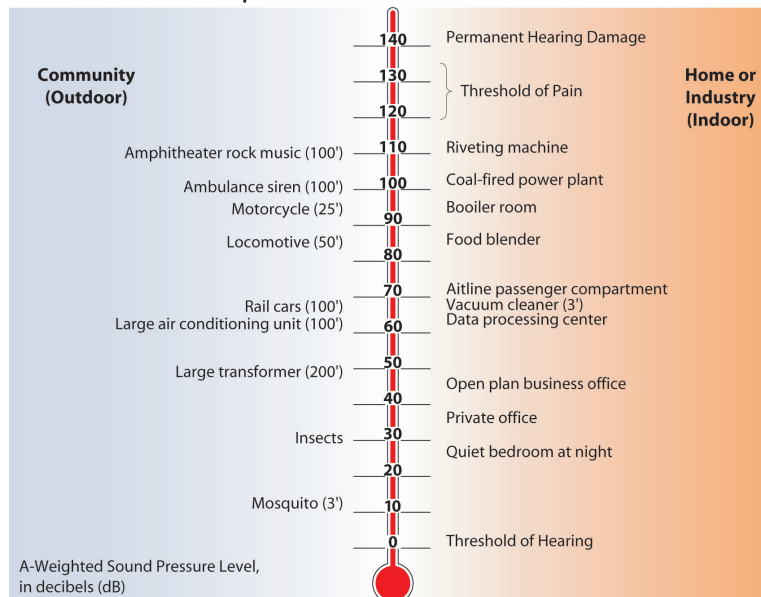 140 Permanent Hearing Damage
Community
(Outdoor)
130
Home or
Industry
(Indoor)
Threshold of Pain
120
Amphitheater rock music (100') 110 Riveting machine
Ambulance siren (100') 100 Coal-fired power plant
Motorcycle (25') Booiler room
90
Locomotive (50') Food blender
80
70 Aitline passenger compartment
Rail cars (100') Vacuum cleaner (3')
Large air conditioning unit (100') 60 Data processing center
50
Large transformer (200')
Open plan business office
40
Private office
Insects 30
Quiet bedroom at night
20
Mosquito (3') 10
0 Threshold of Hearing
A-Weighted Sound Pressure Level,
in decibels (dB)